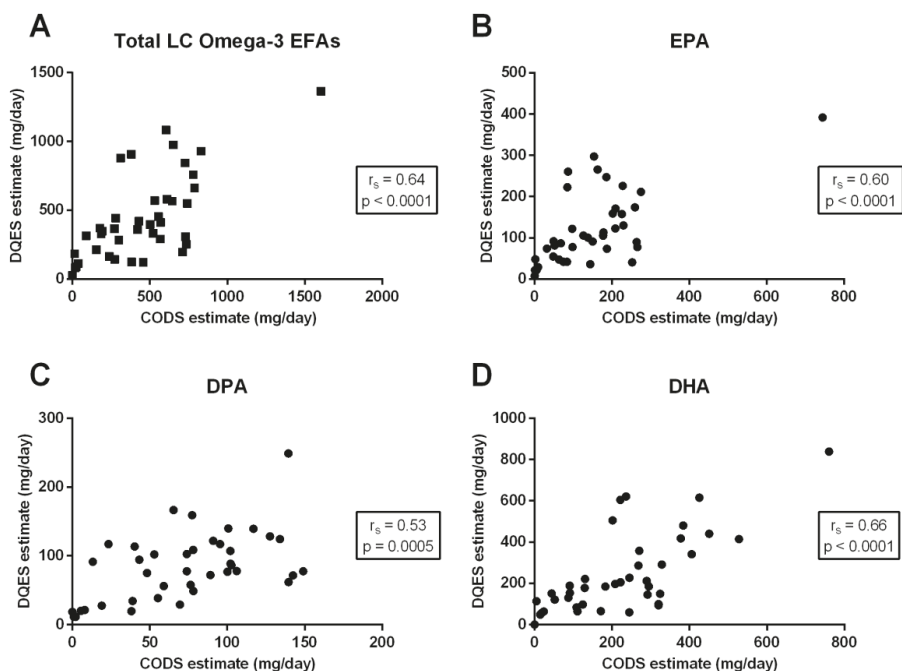 A
Total LC Omega-3 EFAs
DQES estimate (mg/day)
1500
1000
500
0
0 500 1000 1500 2000
CODS estimate (mg/day)
rs = 0.64
p < 0.0001
B
EPA
DQES estimate (mg/day)
500
400
300
200
100
0
0 200 400 600 800
CODS estimate (mg/day)
rs = 0.60
p < 0.0001
C
DPA
DQES estimate (mg/day)
300
200
100
0
0 50 100 150 200
CODS estimate (mg/day)
rs = 0.53
p = 0.0005
D
DHA
DQES estimate (mg/day)
1000
800
600
400
200
0
0 200 400 600 800
CODS estimate (mg/day)
rs = 0.66
p < 0.0001